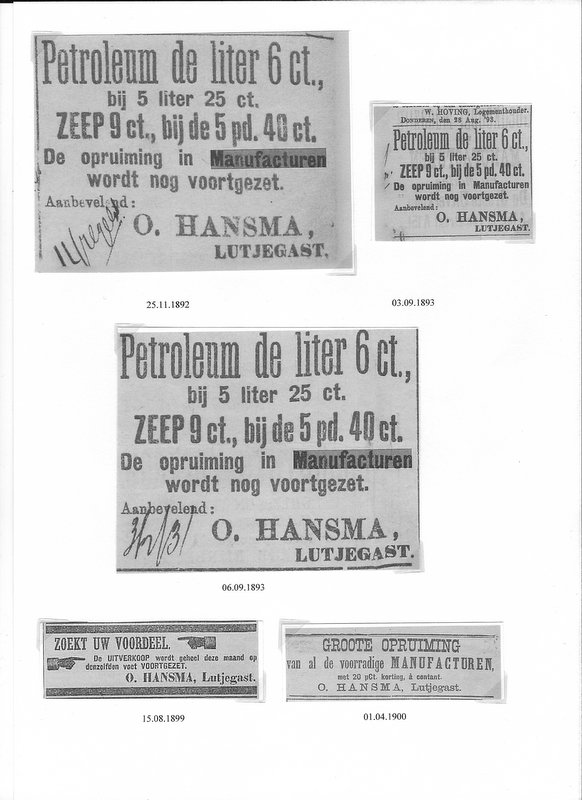 Petroleum de liter 6 ct.,
bij 5 liter 25 ct.
ZEEP 9 ct., bij de 5 pd. 40 ct.
De opruiming in Manufacturen
wordt nog voortgezet.
Aanbevelend:
O. HANSMA,
LUTJEGAST.
11/regels
25.11.1892
W. HOVING, Logementhouder.
DONDEREN, den 28 Aug. '93.
Petroleum de liter 6 ct.,
bij 5 liter 25 ct.
ZEEP 9 ct., bij de 5 pd. 40 ct.
De opruiming in Manufacturen
wordt nog voortgezet.
Aanbevelend:
O. HANSMA,
LUTJEGAST.
03.09.1893
Petroleum de liter 6 ct.,
bij 5 liter 25 ct.
ZEEP 9 ct., bij de 5 pd. 40 ct.
De opruiming in Manufacturen
wordt nog voortgezet.
Aanbevelend:
O. HANSMA,
LUTJEGAST.
06.09.1893
ZOEKT UW VOORDEEL.
De UITVERKOOP wordt geheel deze maand op
denzelfden voet VOORTGEZET.
O. HANSMA, Lutjegast.
15.08.1899
GROOTE OPRUIMING
van al de voorradige MANUFACTUREN,
met 20 pCt. korting, à contant.
O. HANSMA, Lutjegast.
01.04.1900